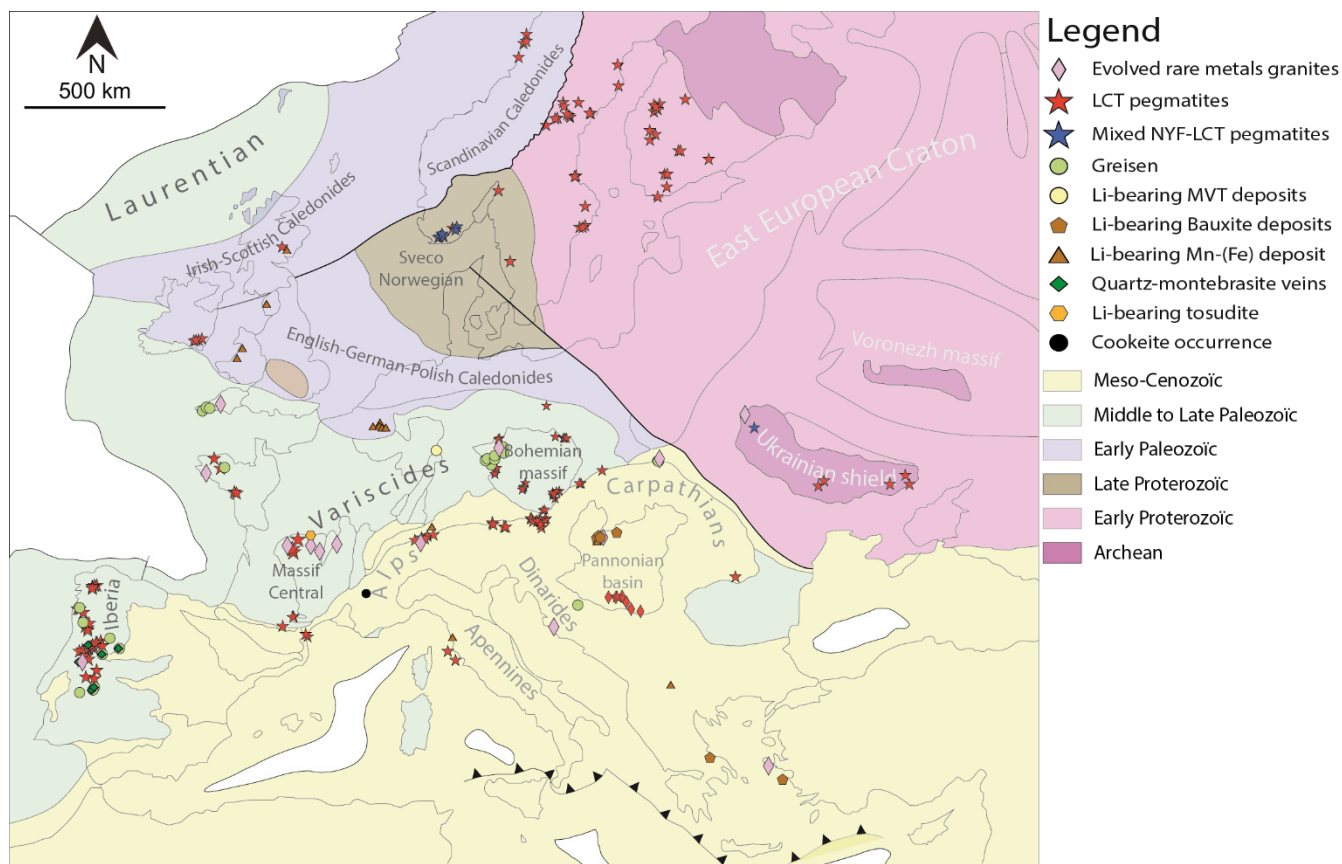 N
500 km
Laurentian
Irish-Scottish Caledonides
Scandinavian Caledonides
Sveco
Norwegian
East European Craton
English-German-Polish Caledonides
Voronezh massif
Ukrainian shield
Variscides
Bohemian
massif
Carpathians
Pannonian
basin
Massif
Central
Alps
Dinarides
Apennines
Iberia
Legend
Evolved rare metals granites
LCT pegmatites
Mixed NYF-LCT pegmatites
Greisen
Li-bearing MVT deposits
Li-bearing Bauxite deposits
Li-bearing Mn-(Fe) deposit
Quartz-montebrasite veins
Li-bearing tosudite
Cookeite occurrence
Meso-Cenozoïc
Middle to Late Paleozoïc
Early Paleozoïc
Late Proterozoïc
Early Proterozoïc
Archean